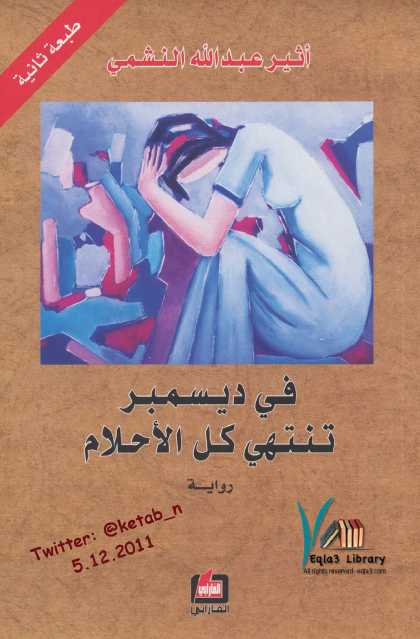 طبعة ثانية
أثير عبدالله النشمي
في ديسمبر
تنتهي كل الأحلام
رواية
Twitter: @ketab_n
5.12.2011
Eqla3 Library
All rights reserved-eqla3.com
الفارابي
الفارابي